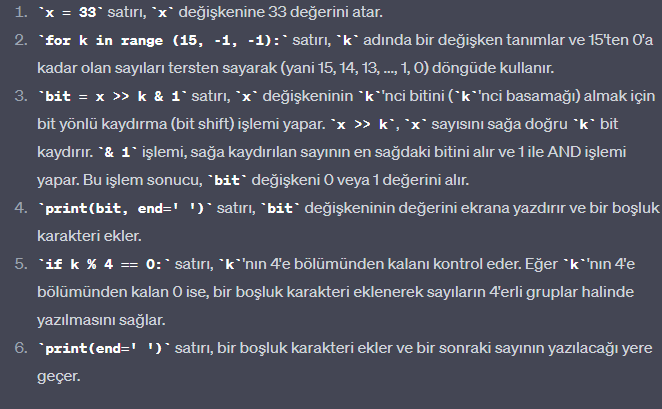 1. `x = 33` satırı, `x` değişkenine 33 değerini atar.
2. `for k in range (15, -1, -1):` satırı, `k` adında bir değişken tanımlar ve 15'ten 0'a
kadar olan sayıları tersten sayarak (yani 15, 14, 13, ..., 1, 0) döngüde kullanır.
3. `bit = x >> k & 1` satırı, `x` değişkeninin `k`'nci bitini (`k`'nci basamağı) almak için
bit yönlü kaydırma (bit shift) işlemi yapar. `x >> k`, `x` sayısını sağa doğru `k` bit
kaydırır. `& 1` işlemi, sağa kaydırılan sayının en sağdaki bitini alır ve 1 ile AND işlemi
yapar. Bu işlem sonucu, `bit` değişkeni 0 veya 1 değerini alır.
4. `print(bit, end=' ')` satırı, `bit` değişkeninin değerini ekrana yazdırır ve bir boşluk
karakteri ekler.
5. `if k % 4 == 0:` satırı, `k`'nın 4'e bölümünden kalanı kontrol eder. Eğer `k`'nın 4'e
bölümünden kalan 0 ise, bir boşluk karakteri eklenerek sayıların 4'erli gruplar halinde
yazılmasını sağlar.
6. `print(end=' ')` satırı, bir boşluk karakteri ekler ve bir sonraki sayının yazılacağı yere
geçer.